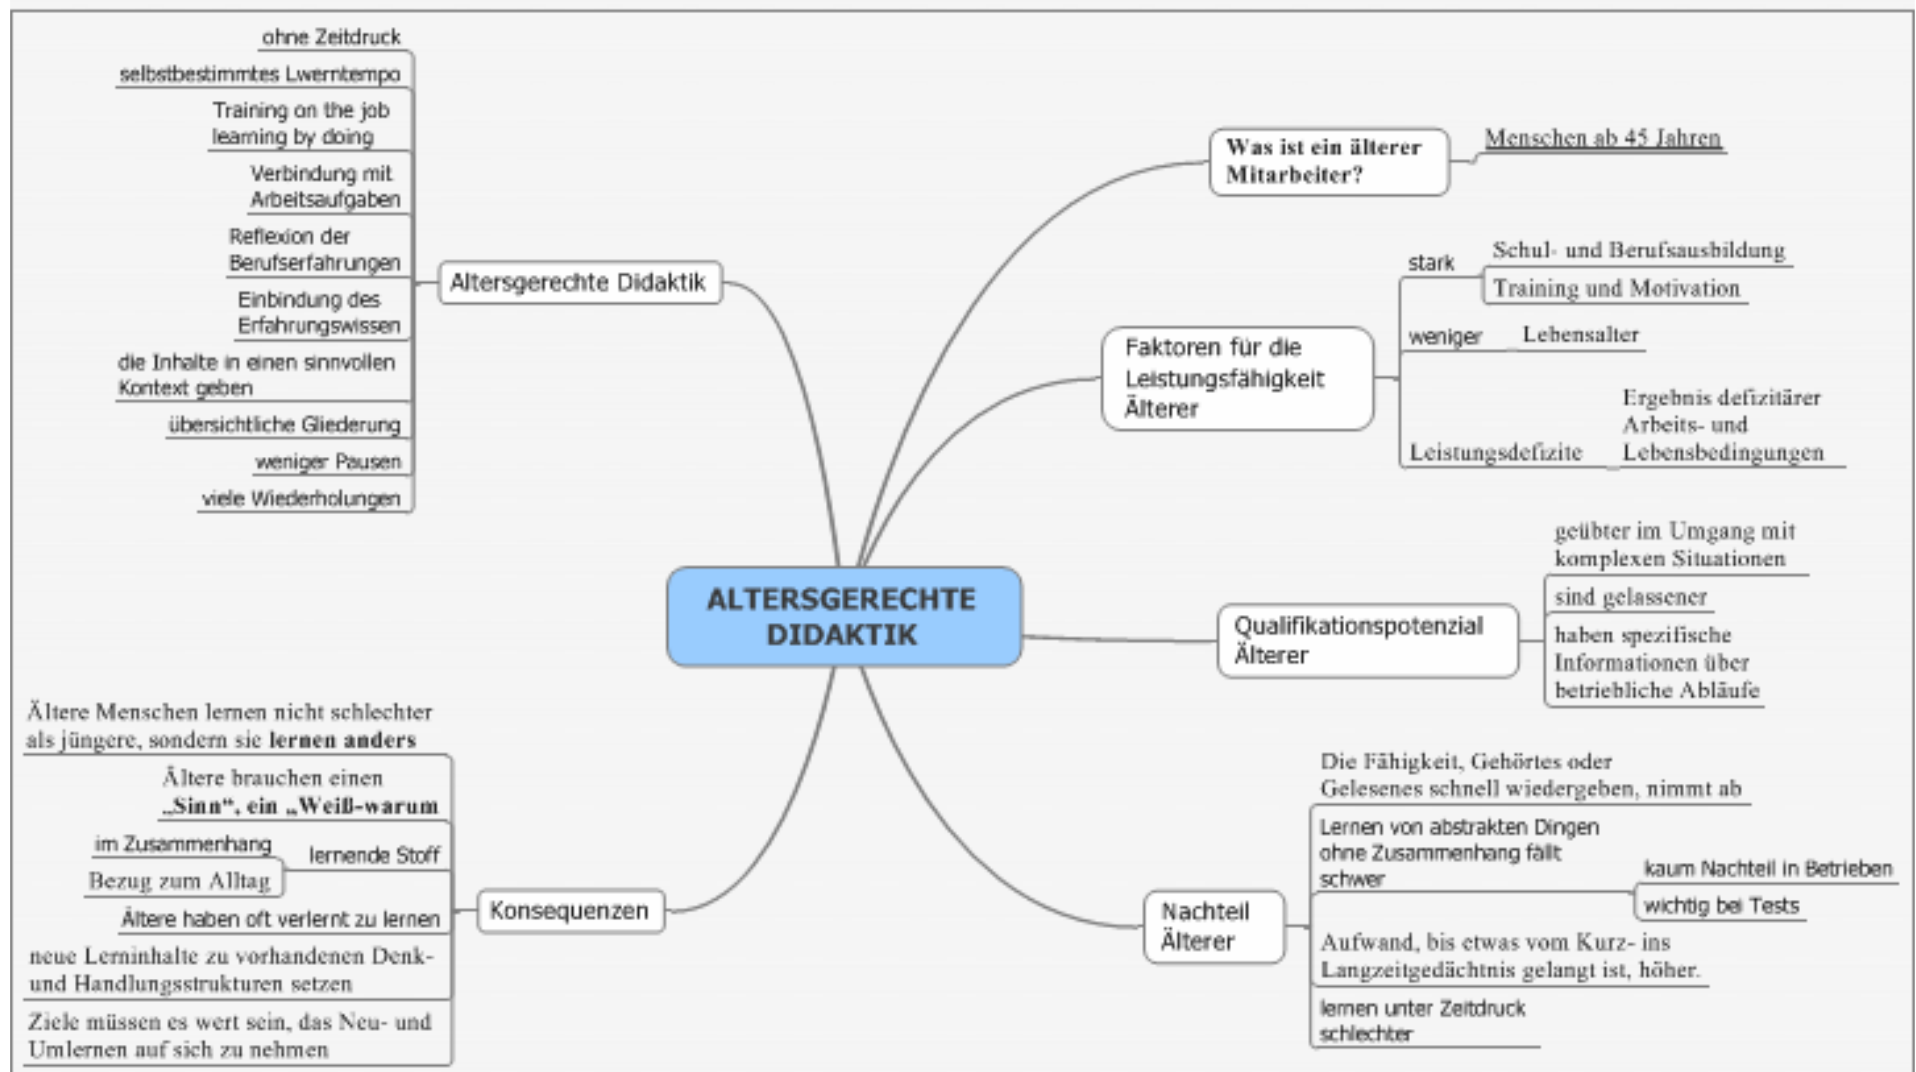 ohne Zeitdruck
selbstbestimmtes Lwerntempo
Training on the job
learning by doing
Verbindung mit
Arbeitsaufgaben
Reflexion der
Berufserfahrungen
Einbindung des
Erfahrungswissen
die Inhalte in einen sinnvollen
Kontext geben
übersichtliche Gliederung
weniger Pausen
viele Wiederholungen
Altersgerechte Didaktik
Was ist ein älterer
Mitarbeiter?
Menschen ab 45 Jahren
Faktoren für die
Leistungsfähigkeit
Älterer
stark
Schul- und Berufsausbildung
Training und Motivation
weniger
Lebensalter
Leistungsdefizite
Ergebnis defizitärer
Arbeits- und
Lebensbedingungen
ALTERSGERECHTE
DIDAKTIK
Qualifikationspotenzial
Älterer
geübter im Umgang mit
komplexen Situationen
sind gelassener
haben spezifische
Informationen über
betriebliche Abläufe
Ältere Menschen lernen nicht schlechter
als jüngere, sondern sie lernen anders
Ältere brauchen einen
„Sinn“, ein „Weiß-warum
im Zusammenhang
Bezug zum Alltag
lernende Stoff
Ältere haben oft verlernt zu lernen
neue Lerninhalte zu vorhandenen Denk-
und Handlungsstrukturen setzen
Ziele müssen es wert sein, das Neu- und
Umlernen auf sich zu nehmen
Konsequenzen
Nachteil
Älterer
Die Fähigkeit, Gehörtes oder
Gelesenes schnell wiedergeben, nimmt ab
Lernen von abstrakten Dingen
ohne Zusammenhang fällt
schwer
kaum Nachteil in Betrieben
wichtig bei Tests
Aufwand, bis etwas vom Kurz- ins
Langzeitgedächtnis gelangt ist, höher.
lernen unter Zeitdruck
schlechter